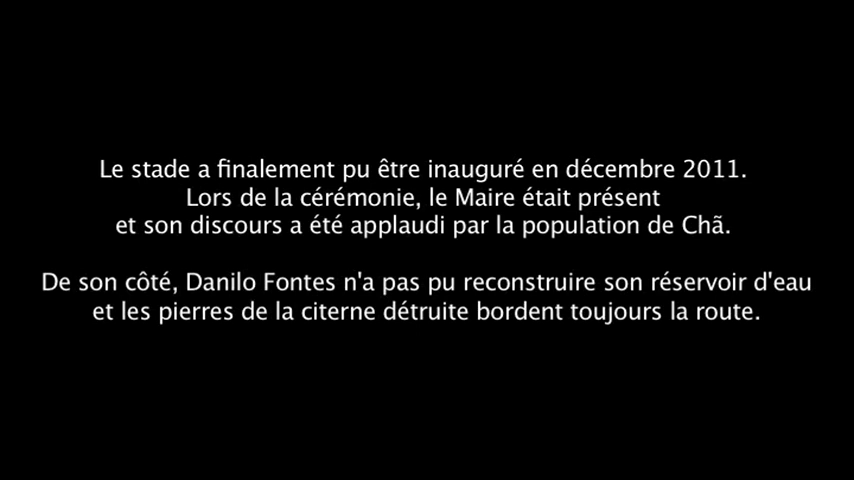 Le stade a finalement pu être inauguré en décembre 2011.
Lors de la cérémonie, le Maire était présent
et son discours a été applaudi par la population de Chã.
De son côté, Danilo Fontes n'a pas pu reconstruire son réservoir d'eau
et les pierres de la citerne détruite bordent toujours la route.